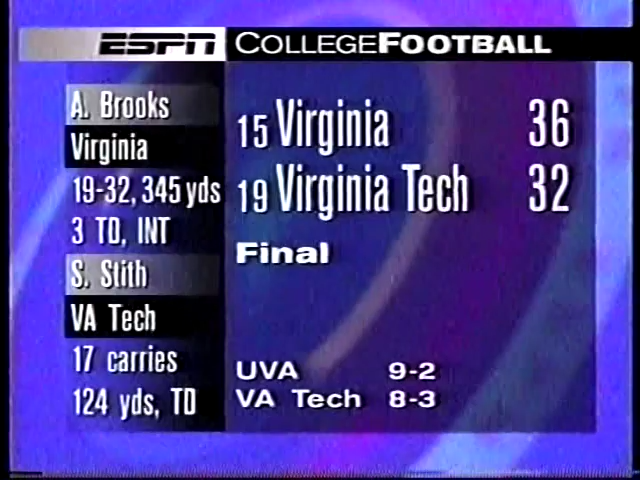 ESPN COLLEGEFOOTBALL
A. Brooks
Virginia
19-32, 345 yds
3 TD, INT
S. Stith
VA Tech
17 carries
124 yds, TD
15 Virginia 36
19 Virginia Tech 32
Final
UVA 9-2
VA Tech 8-3